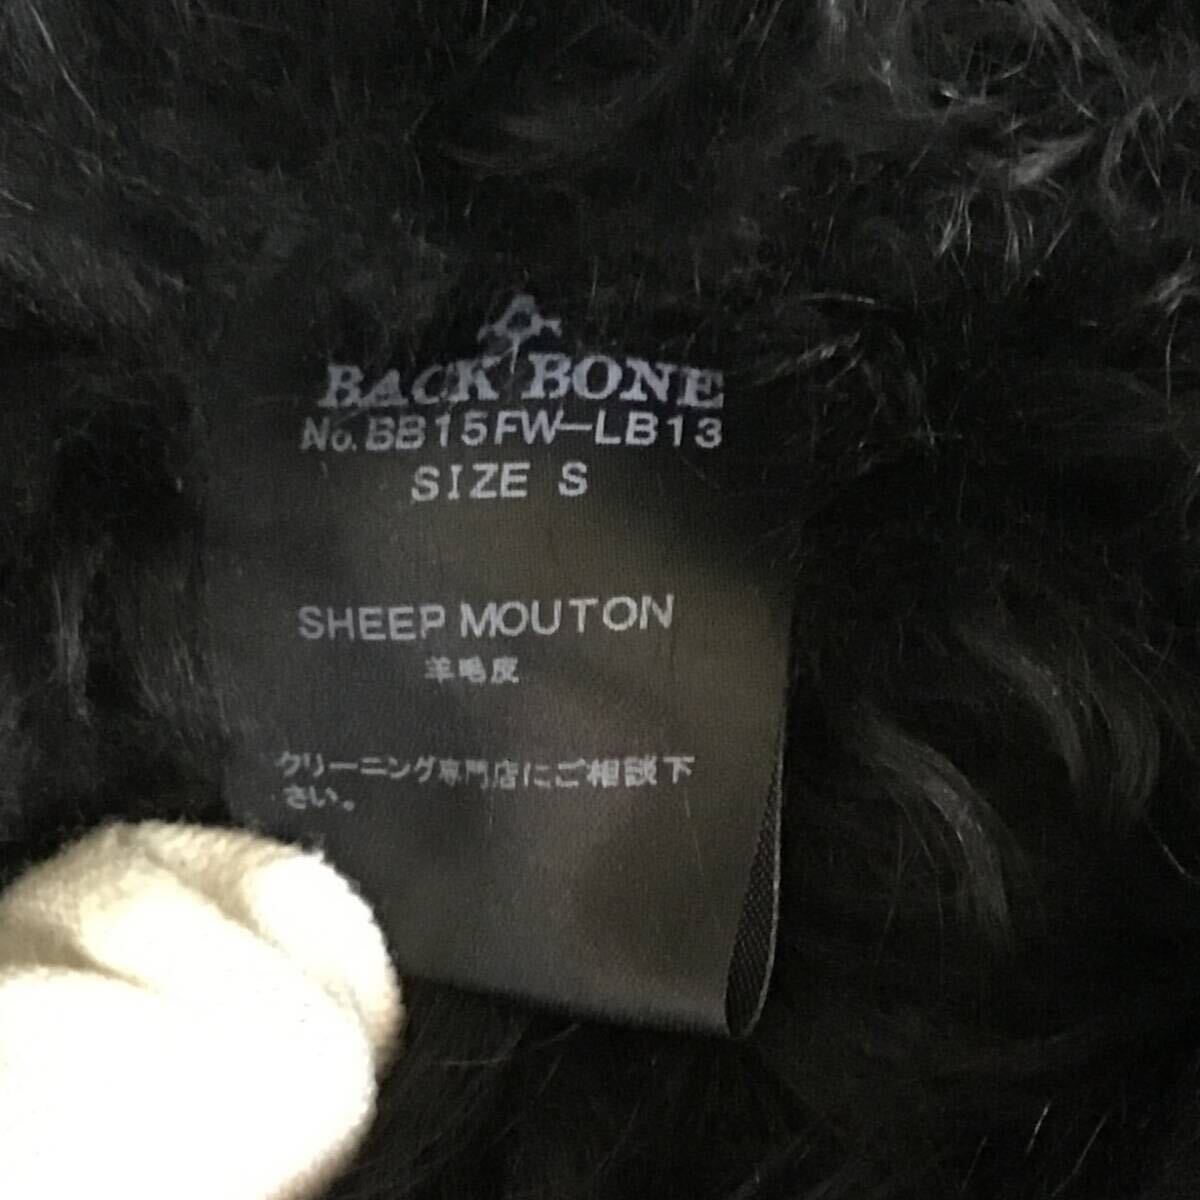 BACK BONE
No. BB15FW-LB13
SIZE S
SHEEP MOUTON
羊毛皮
クリーニング専門店にご相談下
さい。